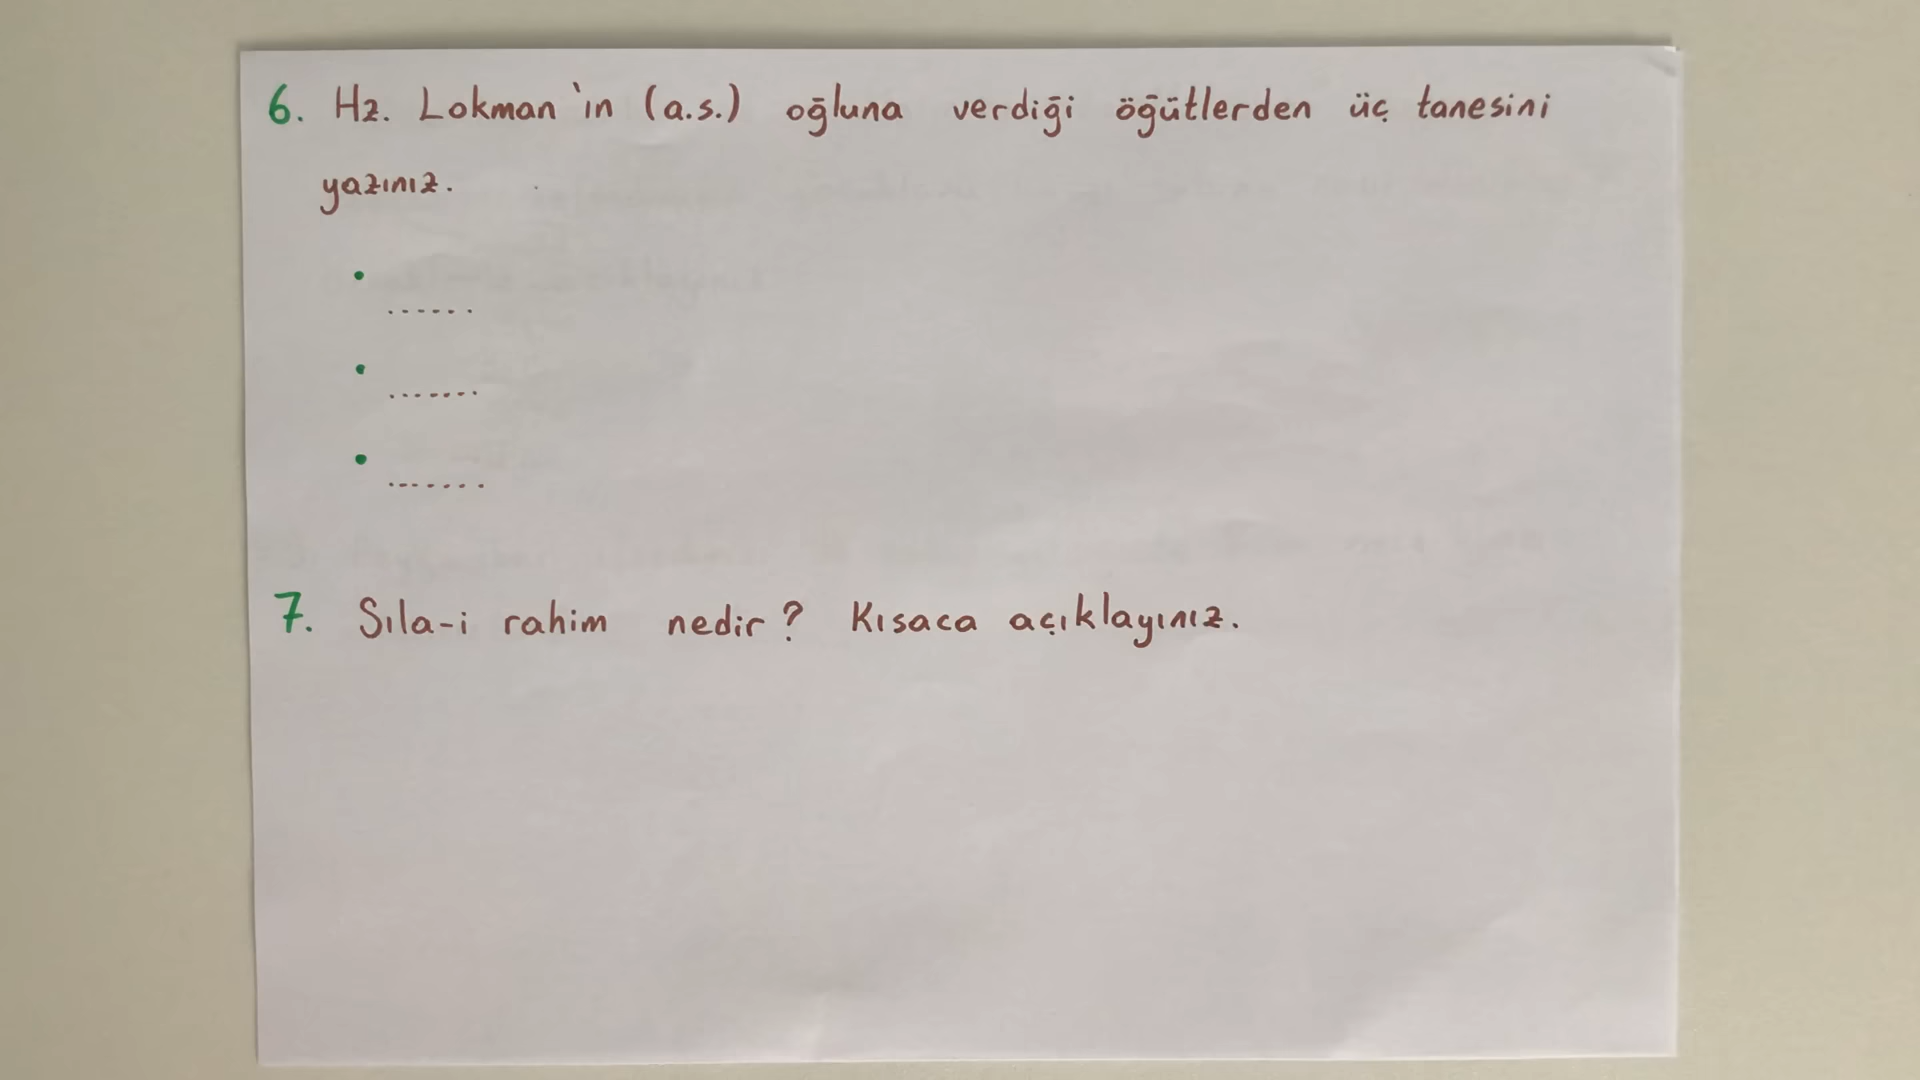 6. Hz. Lokman'ın (a.s.) oğluna verdiği öğütlerden üç tanesini
yazınız.
• ......
• .......
• .......
7. Sıla-i rahim nedir? Kısaca açıklayınız.